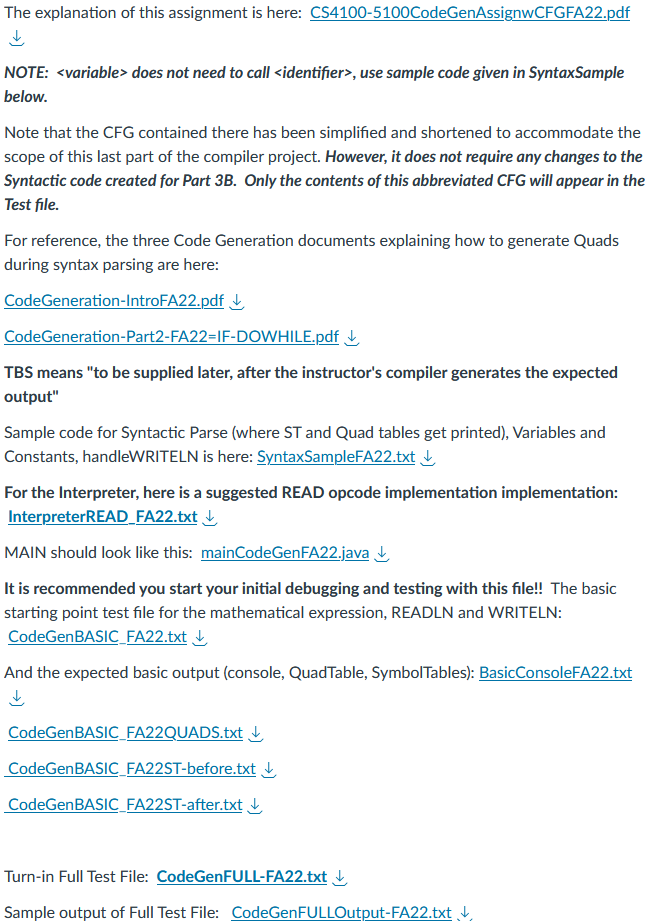 The explanation of this assignment is here:  CS4100-5100CodeGenAssignwCFGFA22.pdf
NOTE:  <variable> does not need to call <identifier>, use sample code given in SyntaxSample
below.
Note that the CFG contained there has been simplified and shortened to accommodate the
scope of this last part of the compiler project. However, it does not require any changes to the
Syntactic code created for Part 3B.  Only the contents of this abbreviated CFG will appear in the
Test file.
For reference, the three Code Generation documents explaining how to generate Quads
during syntax parsing are here:
CodeGeneration-IntroFA22.pdf
CodeGeneration-Part2-FA22=IF-DOWHILE.pdf
TBS means "to be supplied later, after the instructor's compiler generates the expected
output"
Sample code for Syntactic Parse (where ST and Quad tables get printed), Variables and
Constants, handleWRITELN is here: SyntaxSampleFA22.txt
For the Interpreter, here is a suggested READ opcode implementation implementation:
InterpreterREAD_FA22.txt
MAIN should look like this:  mainCodeGenFA22.java
It is recommended you start your initial debugging and testing with this file!!  The basic
starting point test file for the mathematical expression, READLN and WRITELN:
CodeGenBASIC_FA22.txt
And the expected basic output (console, QuadTable, SymbolTables): BasicConsoleFA22.txt
CodeGenBASIC_FA22QUADS.txt
CodeGenBASIC_FA22ST-before.txt
CodeGenBASIC_FA22ST-after.txt
Turn-in Full Test File:  CodeGenFULL-FA22.txt
Sample output of Full Test File:   CodeGenFULLOutput-FA22.txt